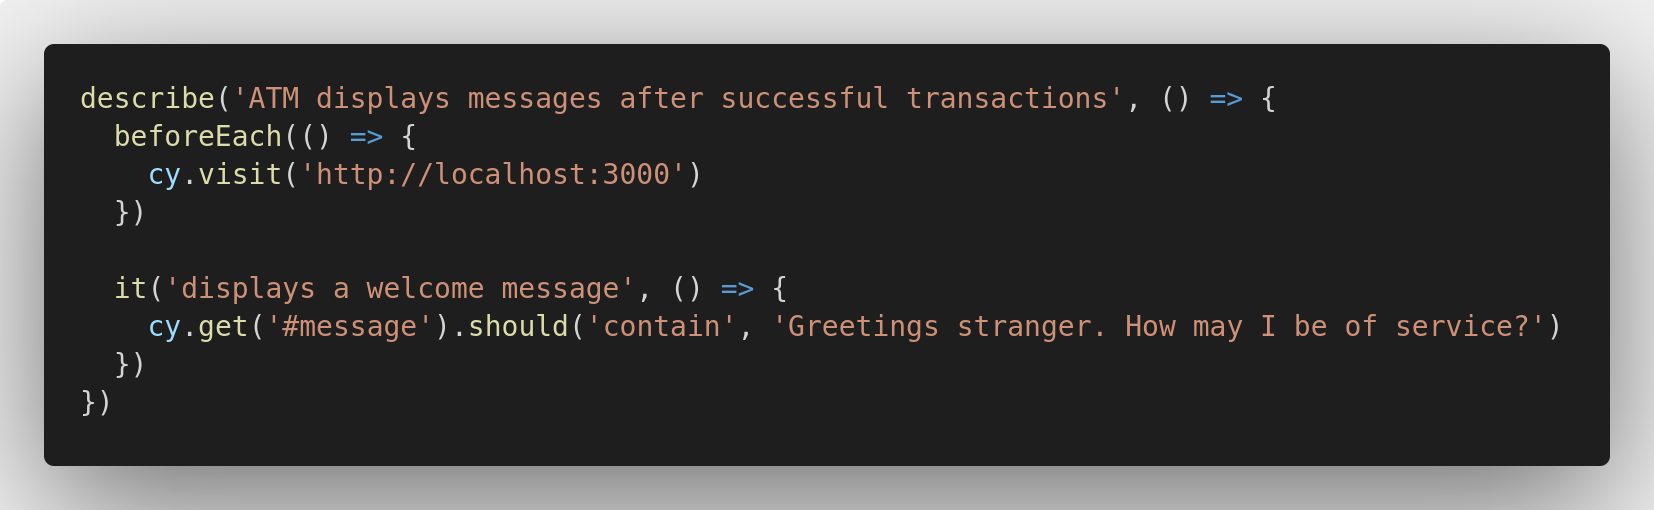 describe('ATM displays messages after successful transactions', () => {
  beforeEach(() => {
    cy.visit('http://localhost:3000')
  })

  it('displays a welcome message', () => {
    cy.get('#message').should('contain', 'Greetings stranger. How may I be of service?')
  })
})